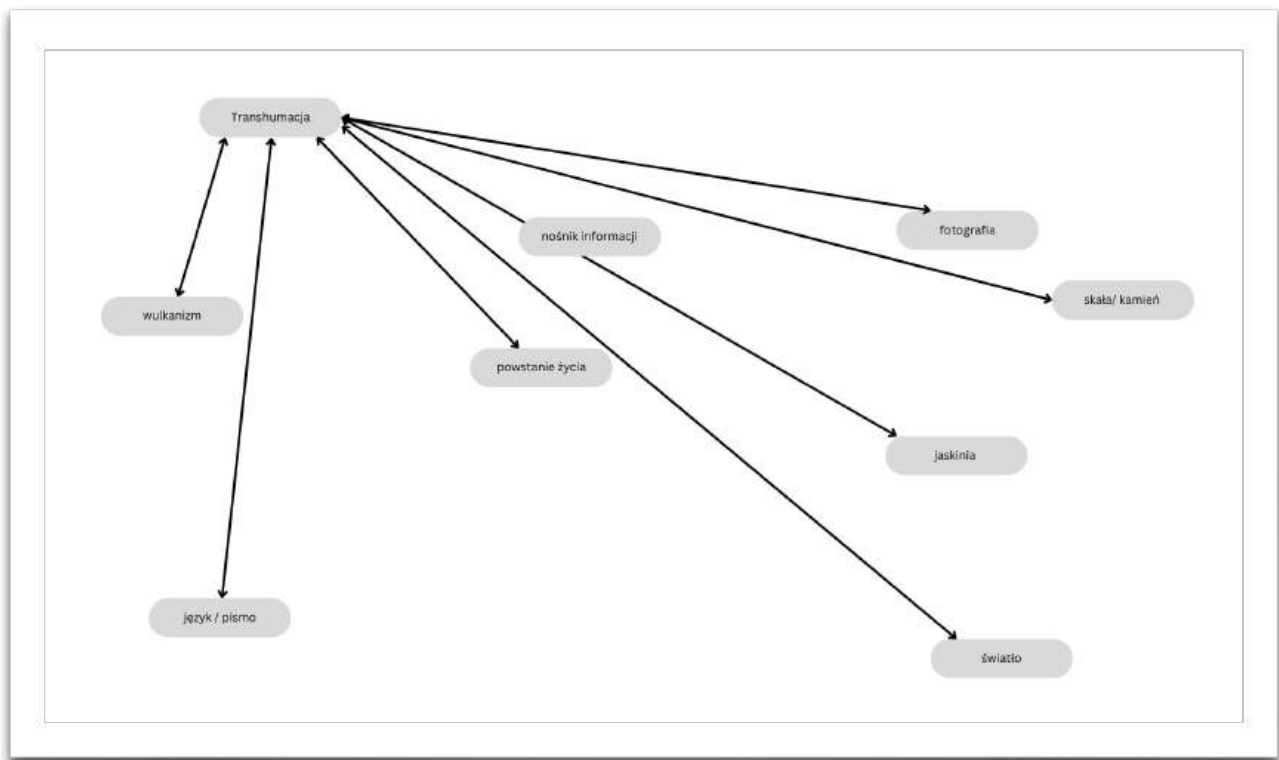 Transhumacja
nośnik informacji
fotografia
skała/ kamień
wulkanizm
powstanie życia
jaskinia
język / pismo
światło